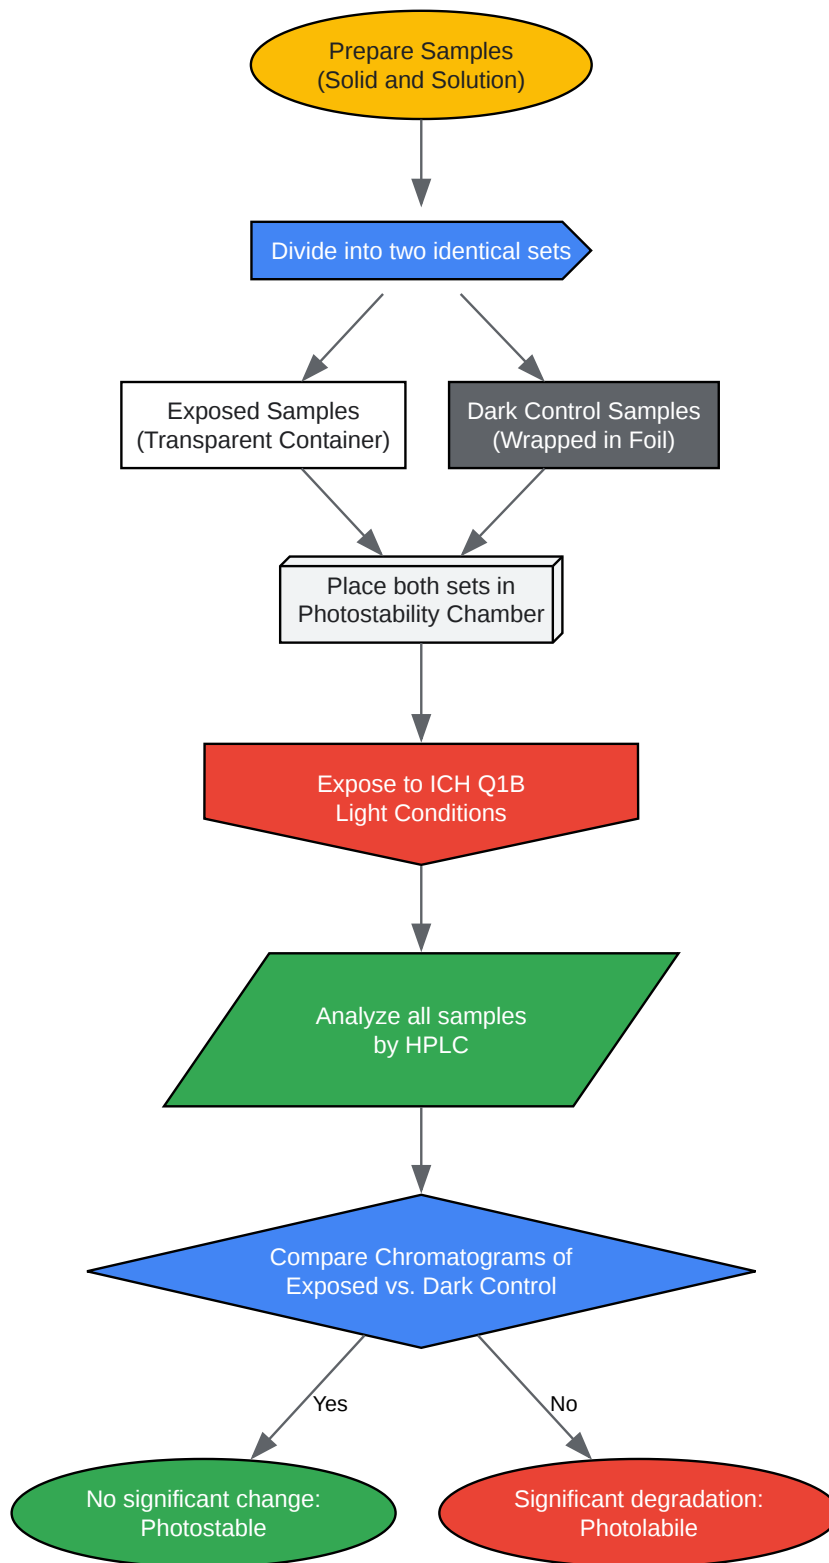 Prepare Samples
(Solid and Solution)
Divide into two identical sets
Exposed Samples
(Transparent Container)
Dark Control Samples
(Wrapped in Foil)
Place both sets in
Photostability Chamber
Expose to ICH Q1B
Light Conditions
Analyze all samples
by HPLC
Compare Chromatograms of
Exposed vs. Dark Control
Yes
No
No significant change:
Photostable
Significant degradation:
Photolabile